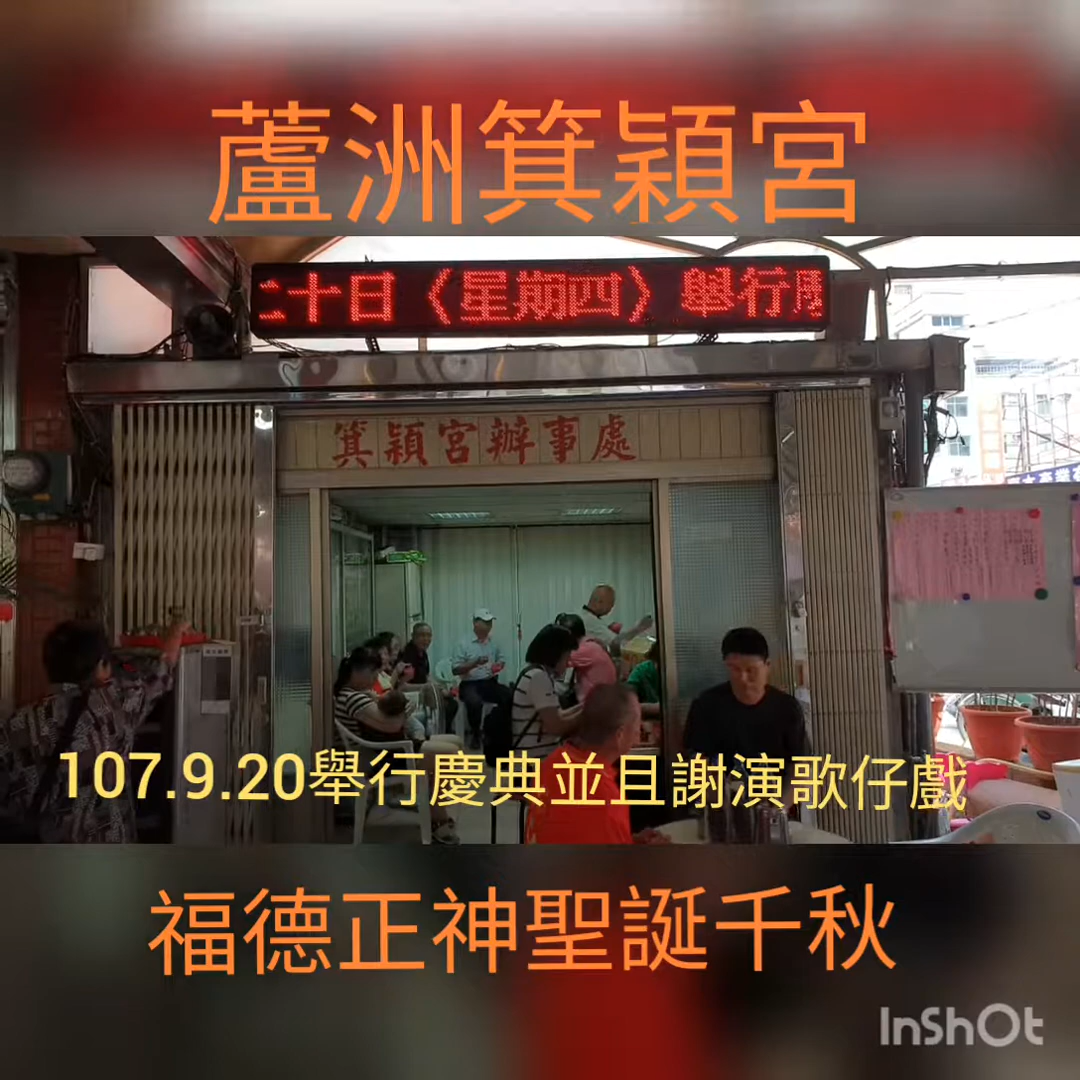 蘆洲箕穎宮
二十日〈星期四〉舉行
箕穎宮辦事處
107.9.20舉行慶典並且謝演歌仔戲
福德正神聖誕千秋
InShOt